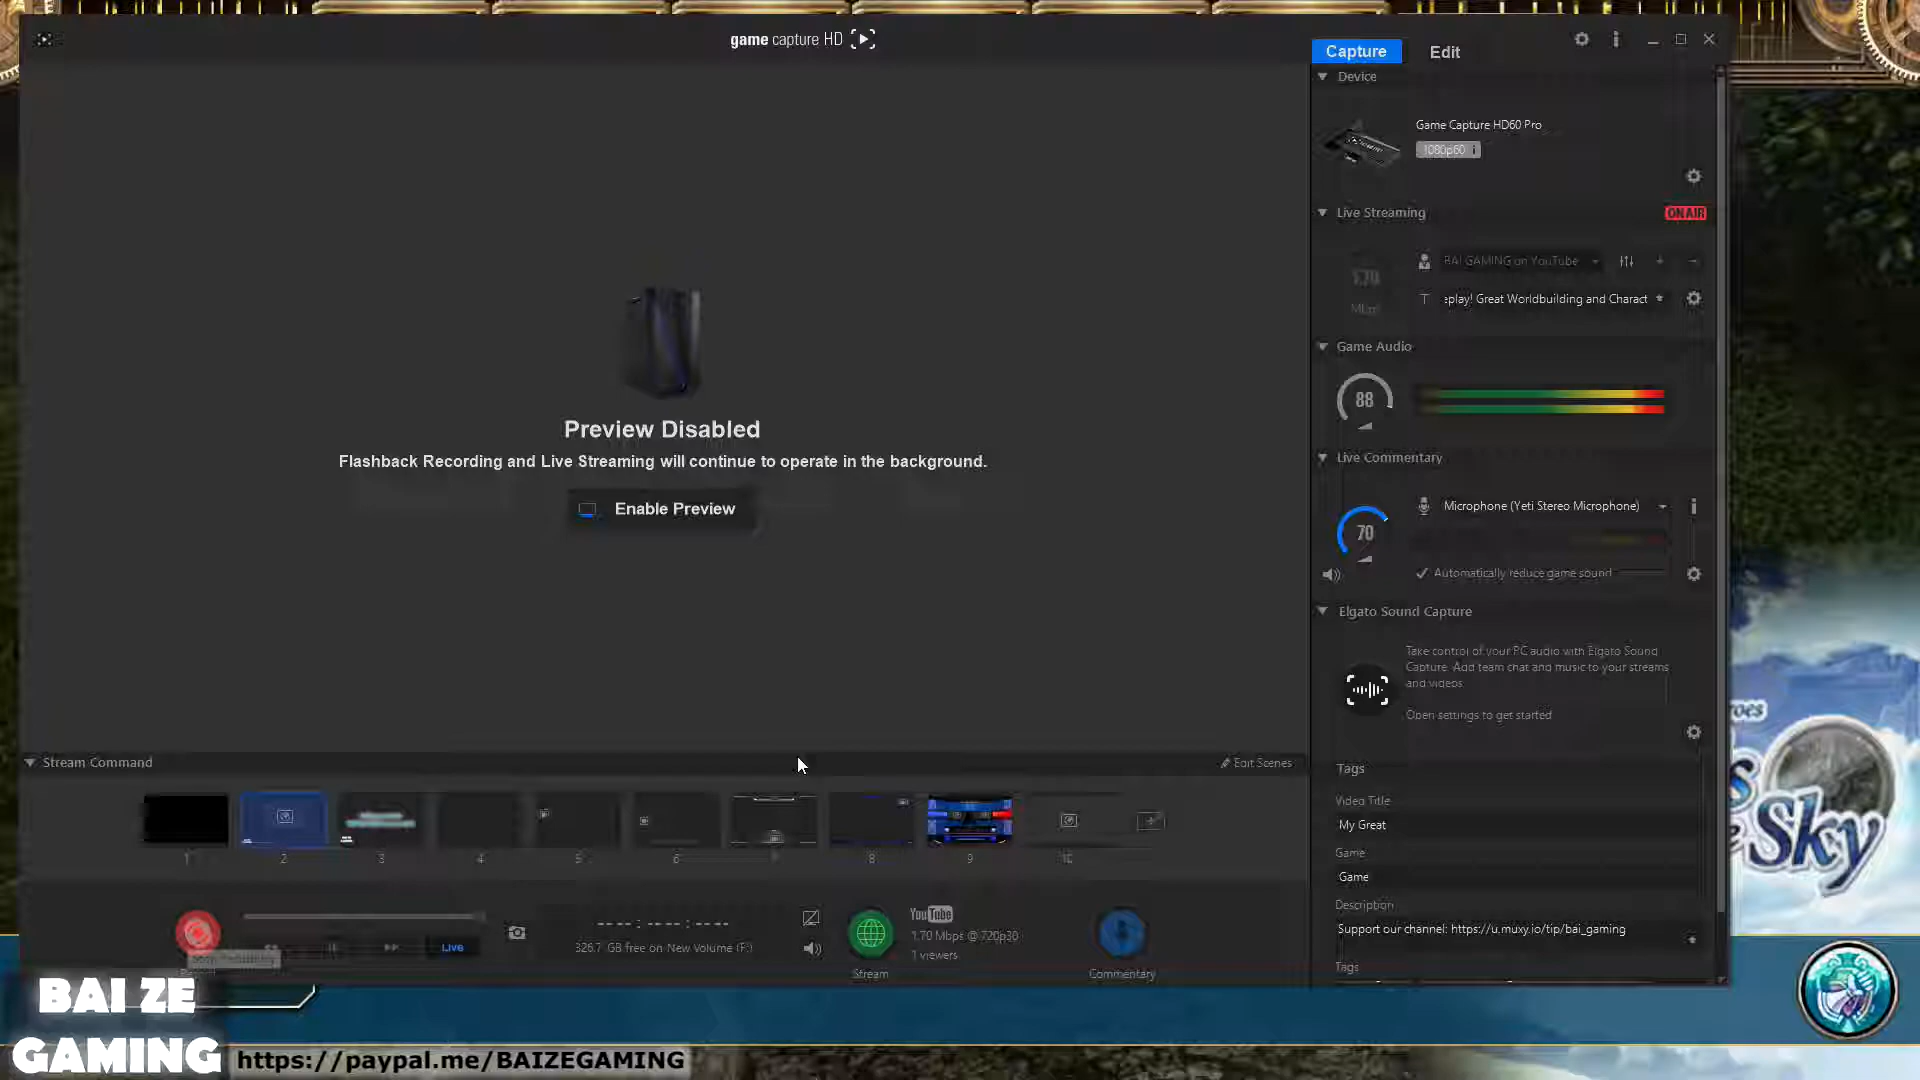 game capture HD
Capture
Edit
Device
Game Capture HD60 Pro
1080p60 i
Live Streaming
ON AIR
BAI GAMING on YouTube
1.70
T
eplay! Great Worldbuilding and Charact
Game Audio
88
Live Commentary
Microphone (Yeti Stereo Microphone)
70
Automatically reduce game sound
Elgato Sound Capture
Take control of your PC audio with Elgato Sound
Capture. Add team chat and music to your streams
and videos.
Open settings to get started
Preview Disabled
Flashback Recording and Live Streaming will continue to operate in the background.
Enable Preview
Stream Command
Edit Scenes
1 2 3 4 5 6 8 9 10
Tags
Video Title
My Great
Game
Game
Description
Support our channel: https://u.muxy.io/tip/bai_gaming
Tags
Live
--:--:--
326.7 GB free on New Volume (F:)
YouTube
1.70 Mbps @ 720p30
1 viewers
Stream
Commentary
roes
s
e Sky
BAI ZE
GAMING
https://paypal.me/BAIZEGAMING